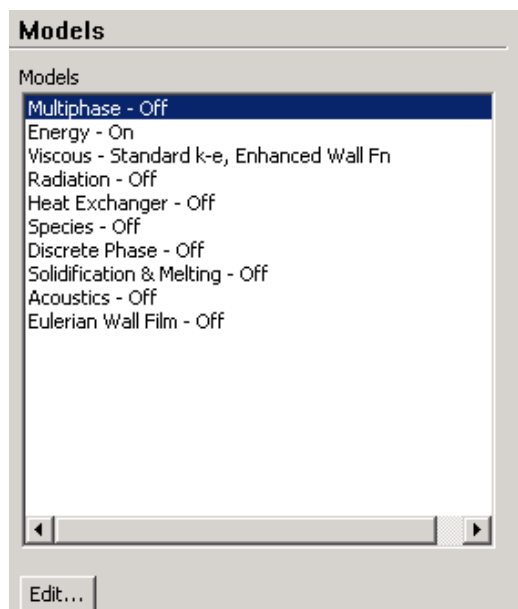 Models
Models
Multiphase - Off
Energy - On
Viscous - Standard k-e, Enhanced Wall Fn
Radiation - Off
Heat Exchanger - Off
Species - Off
Discrete Phase - Off
Solidification & Melting - Off
Acoustics - Off
Eulerian Wall Film - Off
Edit...